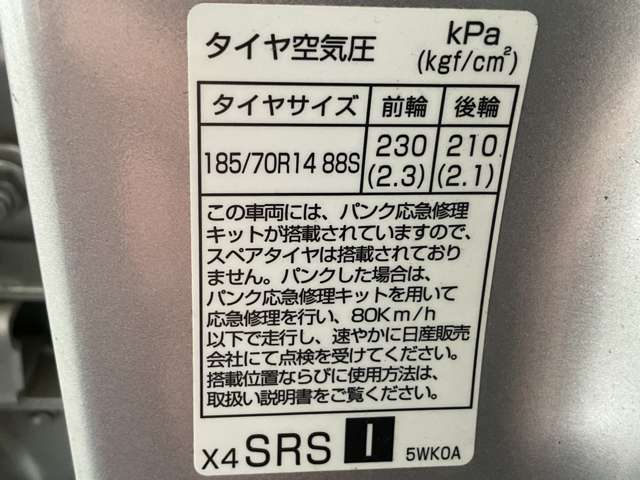 タイヤ空気圧 kPa
(kgf/cm²)
タイヤサイズ 前輪 後輪
185/70R14 88S 230 210
(2.3) (2.1)
この車両には、パンク応急修理
キットが搭載されていますので、
スペアタイヤは搭載されており
ません。パンクした場合は、
パンク応急修理キットを用いて
応急修理を行い、80Km/h
以下で走行し、速やかに日産販売
会社にて点検を受けてください。
搭載位置ならびに使用方法は、
取扱い説明書をご覧ください。
X4 SRS I 5WK0A